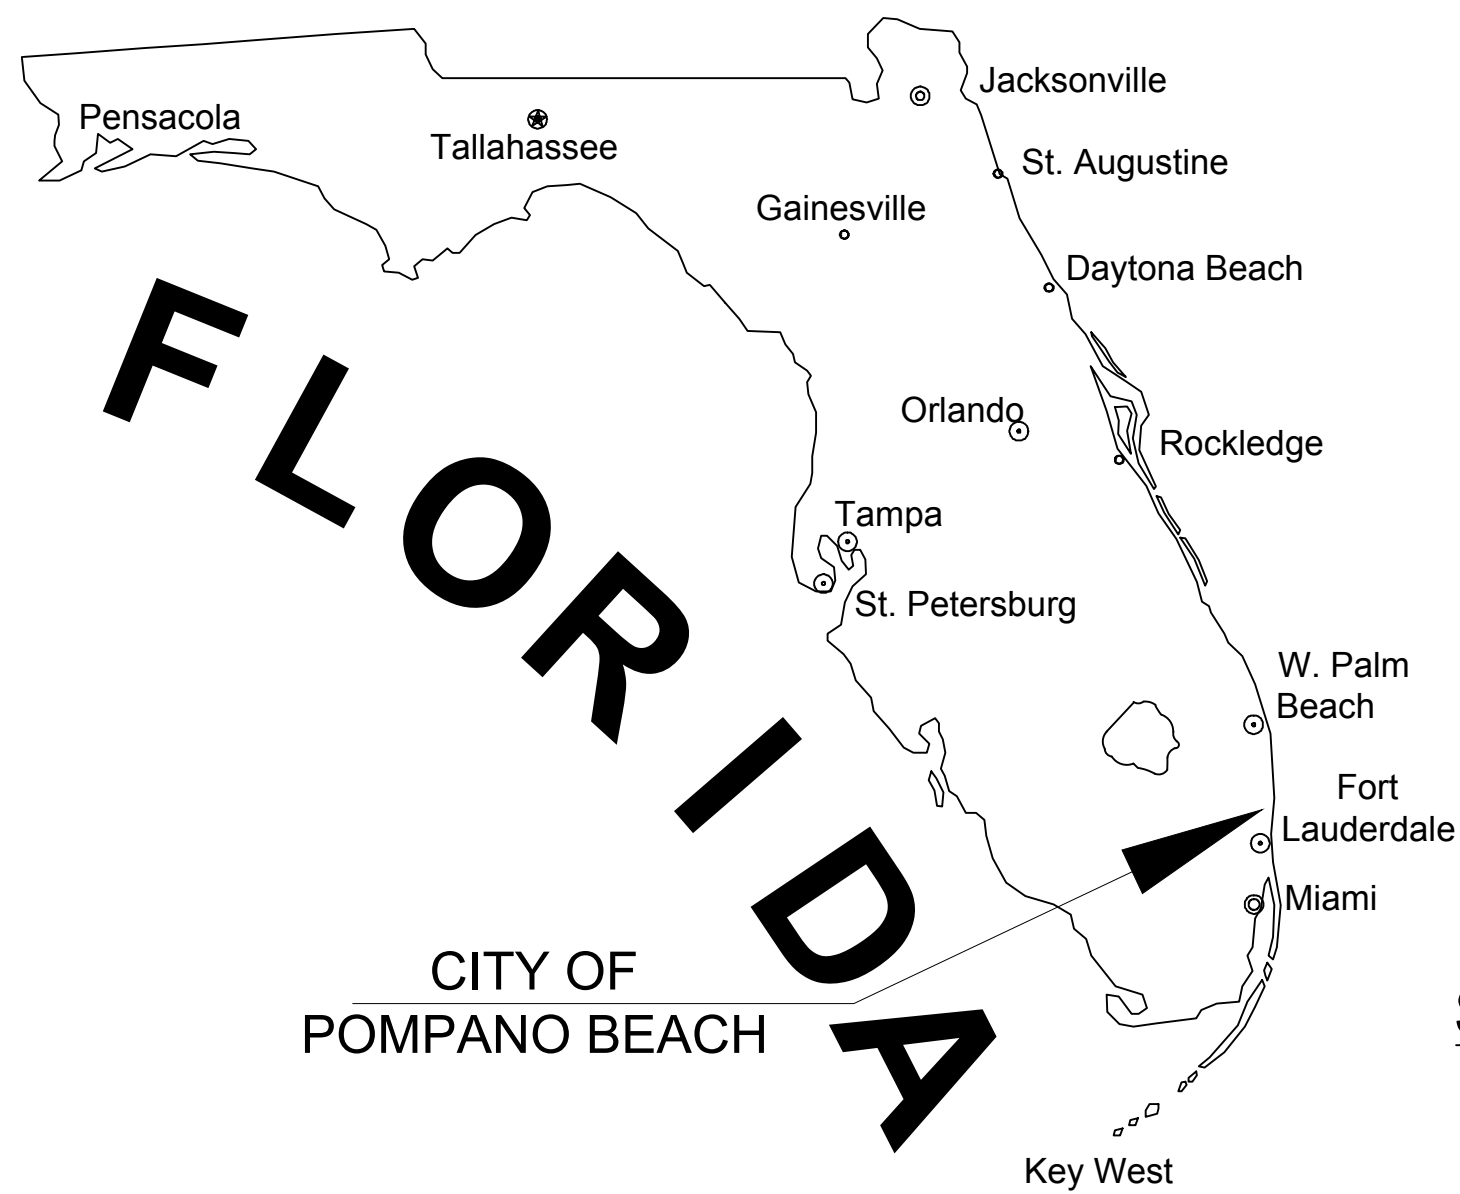 Jacksonville
Pensacola
Tallahassee
St. Augustine
Gainesville
Daytona Beach
Orlando
Rockledge
Tampa
St. Petersburg
W. Palm
Beach
Fort
Lauderdale
Miami
FLORIDA
CITY OF
POMPANO BEACH
Key West